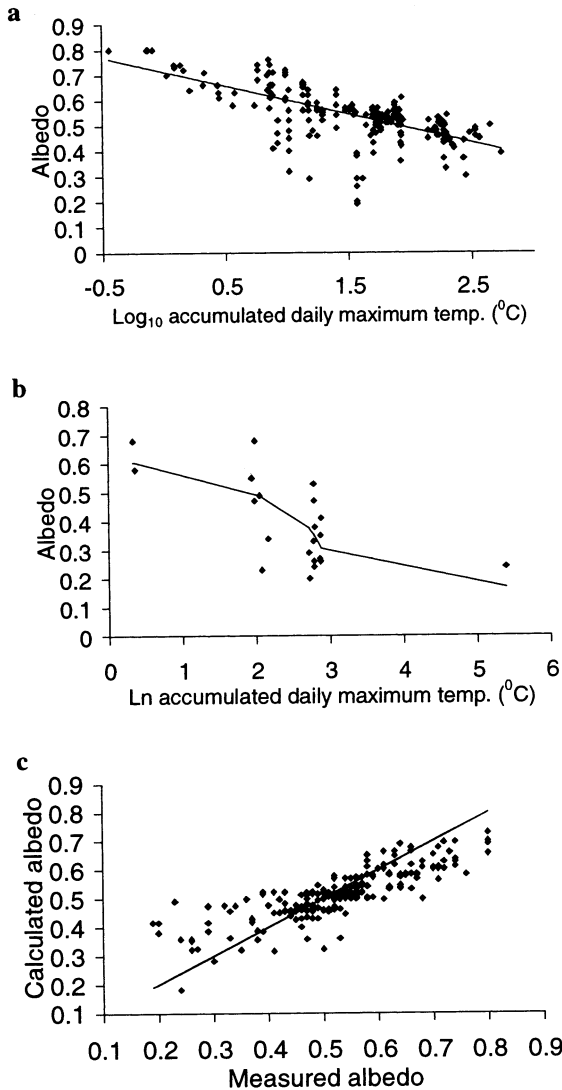 a
0.9
0.8
0.7
0.6
0.5
0.4
0.3
0.2
0.1
0
Albedo
-0.5 0.5 1.5 2.5
Log10 accumulated daily maximum temp. (0C)
b
0.8
0.7
0.6
0.5
0.4
0.3
0.2
0.1
0
Albedo
0 1 2 3 4 5 6
Ln accumulated daily maximum temp. (0C)
c
0.9
0.8
0.7
0.6
0.5
0.4
0.3
0.2
0.1
Calculated albedo
0.1 0.2 0.3 0.4 0.5 0.6 0.7 0.8 0.9
Measured albedo